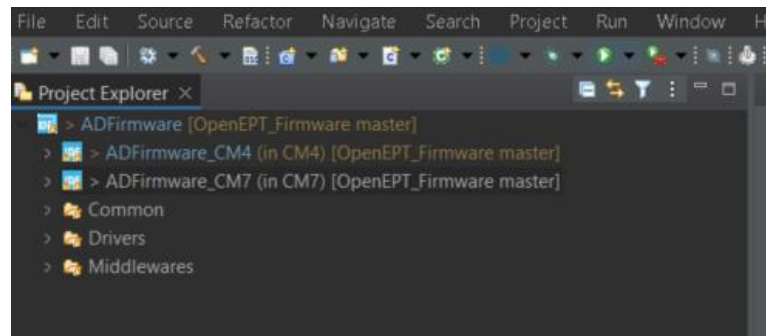 File Edit Source Refactor Navigate Search Project Run Window H
Project Explorer
> ADFirmware [OpenEPT_Firmware master]
> ADFirmware_CM4 (in CM4) [OpenEPT_Firmware master]
> ADFirmware_CM7 (in CM7) [OpenEPT_Firmware master]
Common
Drivers
Middlewares